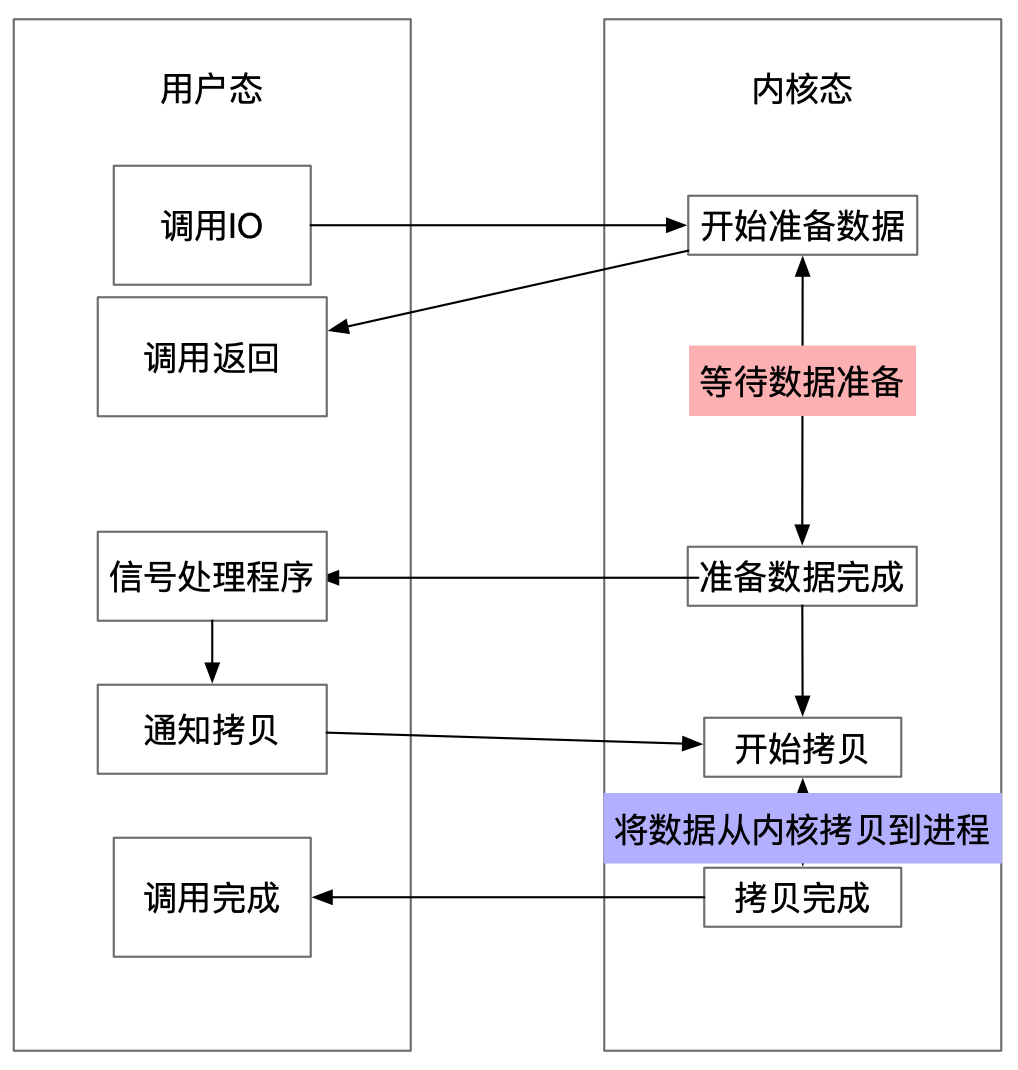 用户态
内核态
调用IO
开始准备数据
调用返回
等待数据准备
信号处理程序
准备数据完成
通知拷贝
开始拷贝
将数据从内核拷贝到进程
调用完成
拷贝完成